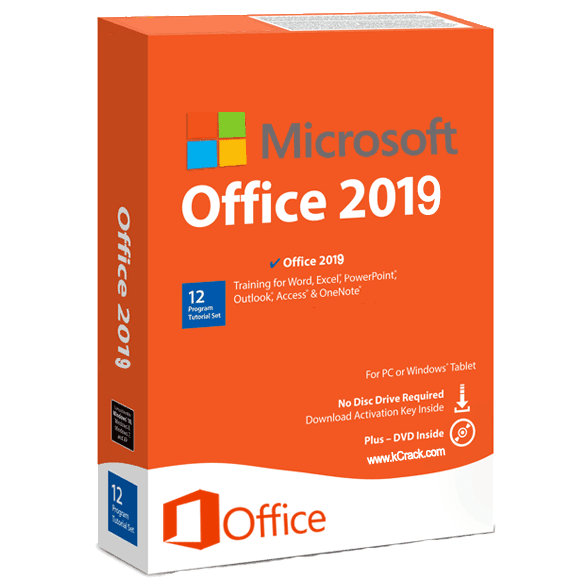 Microsoft
Office 2019
✔ Office 2019
12
Program
Tutorial Set
Training for Word, Excel, PowerPoint,
Outlook, Access & OneNote
For PC or Windows Tablet
No Disc Drive Required
Download Activation Key Inside
Plus – DVD Inside
www.kCrack.com
Office
Office 2019
12
Program
Tutorial Set